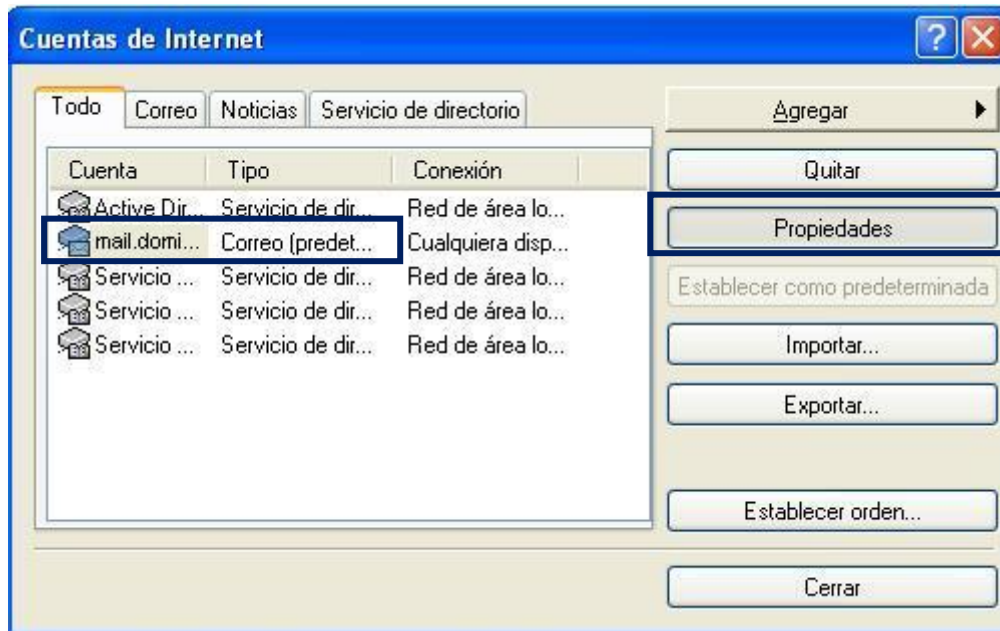 Cuentas de Internet
Todo Correo Noticias Servicio de directorio
Cuenta Tipo Conexión
Active Dir... Servicio de dir... Red de área lo...
mail.domi... Correo (predet... Cualquiera disp...
Servicio ... Servicio de dir... Red de área lo...
Servicio ... Servicio de dir... Red de área lo...
Servicio ... Servicio de dir... Red de área lo...
Agregar
Quitar
Propiedades
Establecer como predeterminada
Importar...
Exportar...
Establecer orden...
Cerrar